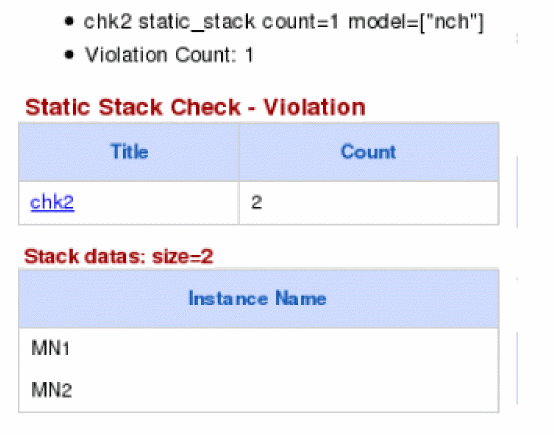 • chk2 static_stack count=1 model=["nch"]
• Violation Count: 1
Static Stack Check - Violation
Title Count
chk2 2
Stack datas: size=2
Instance Name
MN1
MN2